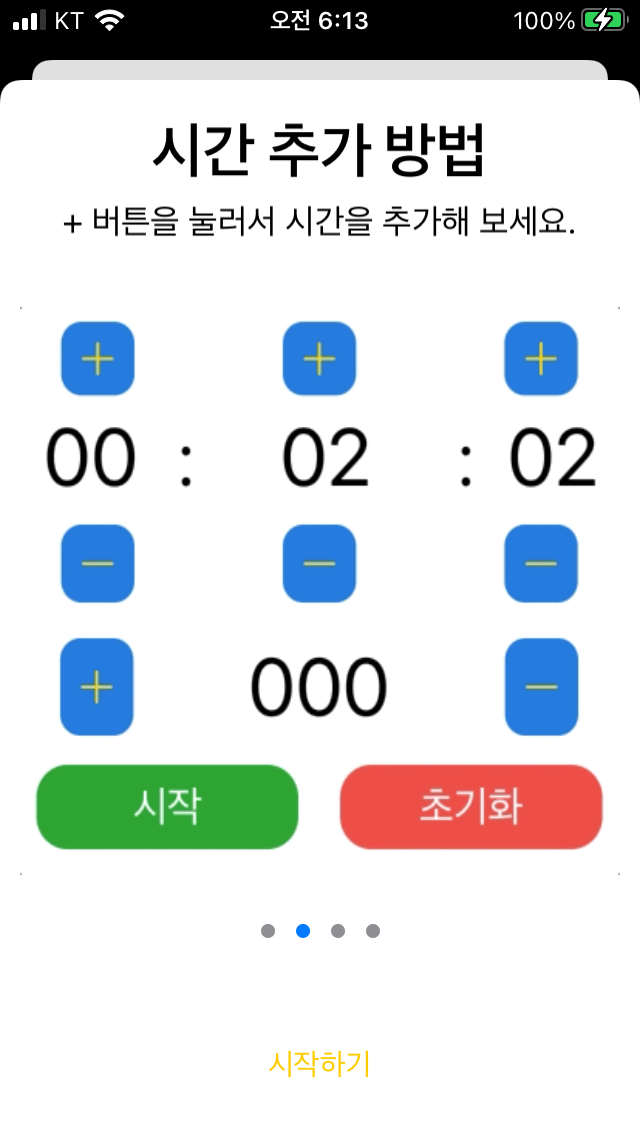 KT 오전 6:13 100%
시간 추가 방법
+ 버튼을 눌러서 시간을 추가해 보세요.
+ + +
00 : 02 : 02
− − −
+ 000 −
시작 초기화
시작하기